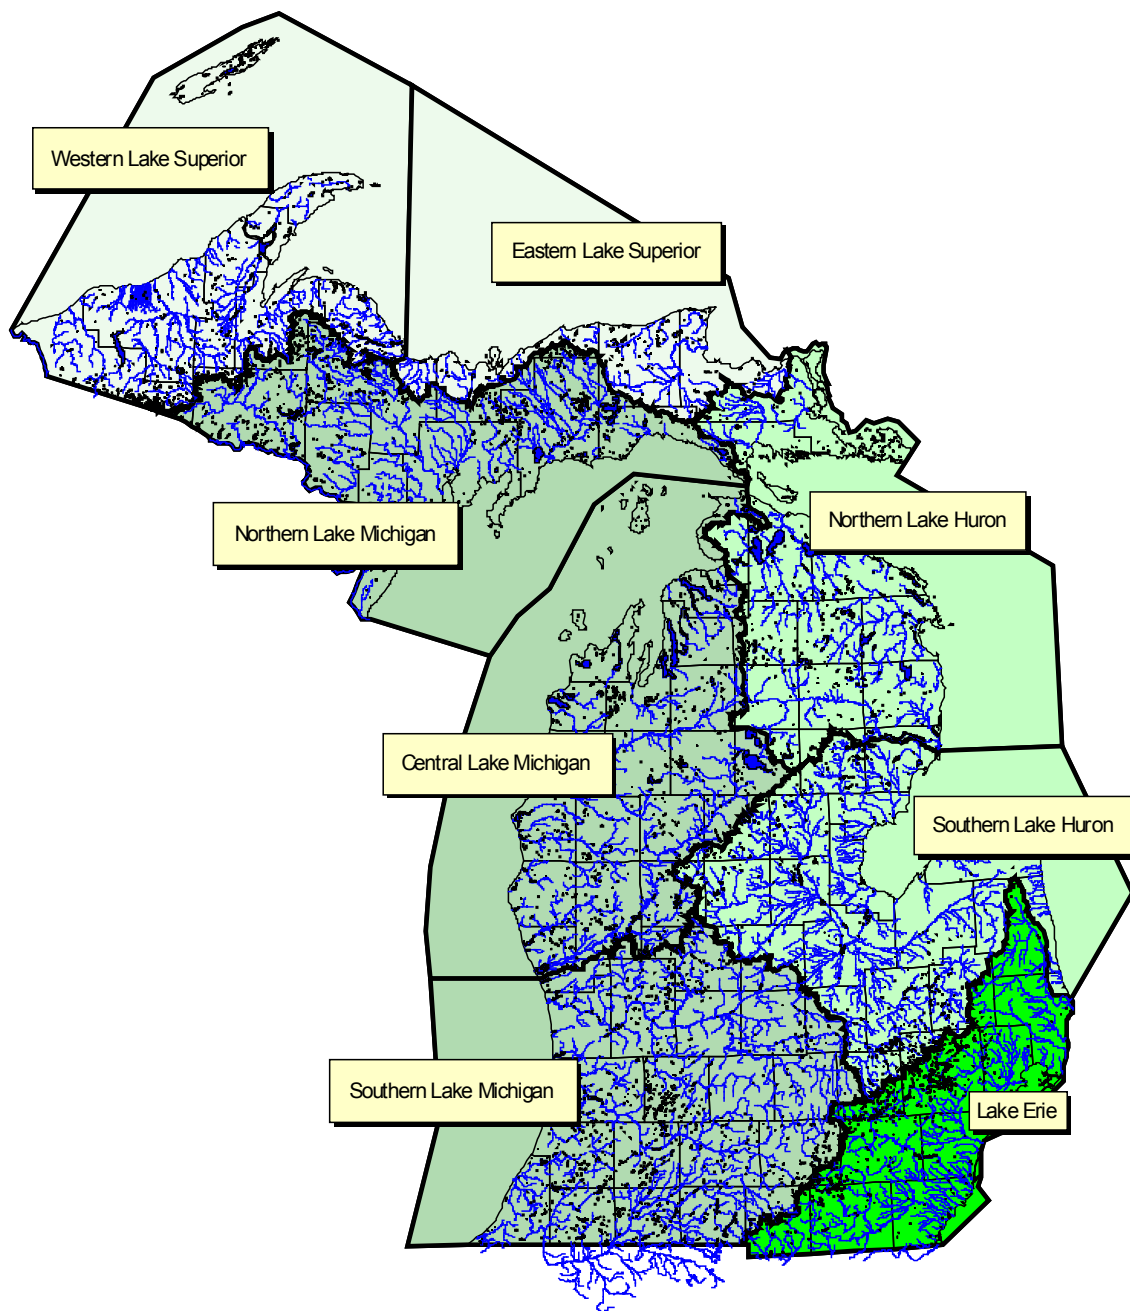 Western Lake Superior
Eastern Lake Superior
Northern Lake Michigan
Northern Lake Huron
Central Lake Michigan
Southern Lake Huron
Southern Lake Michigan
Lake Erie